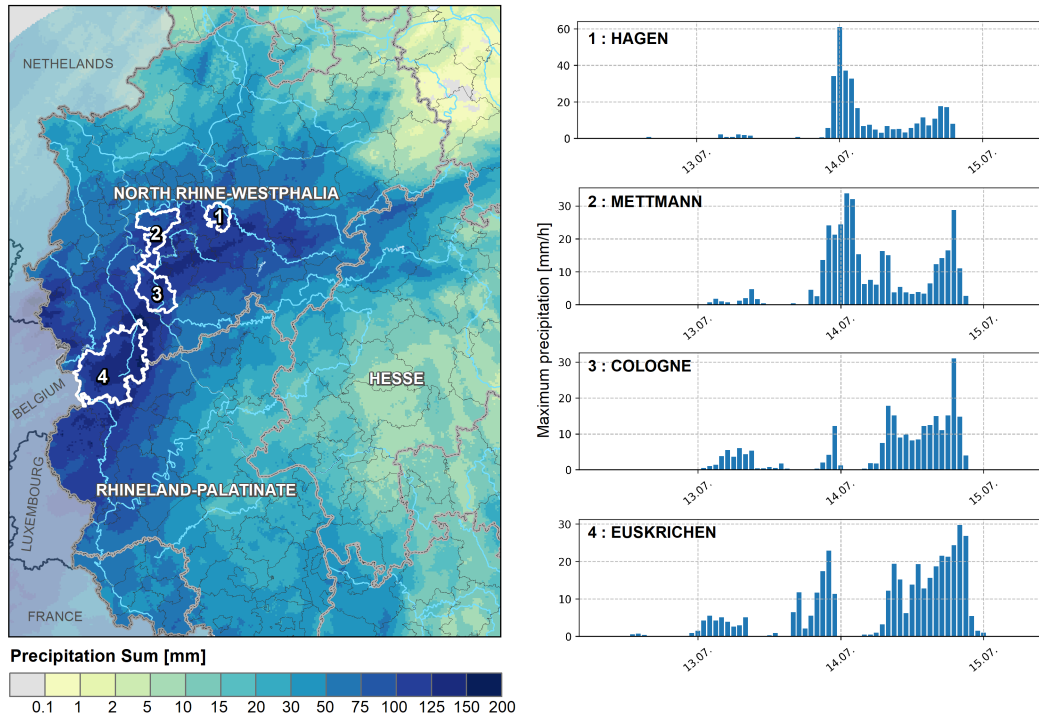 NETHELANDS
NORTH RHINE-WESTPHALIA
1
2
3
4
BELGIUM
HESSE
LUXEMBOURG
RHINELAND-PALATINATE
FRANCE
Precipitation Sum [mm]
0.1 1 2 5 10 15 20 30 50 75 100 125 150 200
Maximum precipitation [mm/h]
1 : HAGEN
60
40
20
0
13.07. 14.07. 15.07.
2 : METTMANN
30
20
10
0
13.07. 14.07. 15.07.
3 : COLOGNE
30
20
10
0
13.07. 14.07. 15.07.
4 : EUSKRICHEN
30
20
10
0
13.07. 14.07. 15.07.